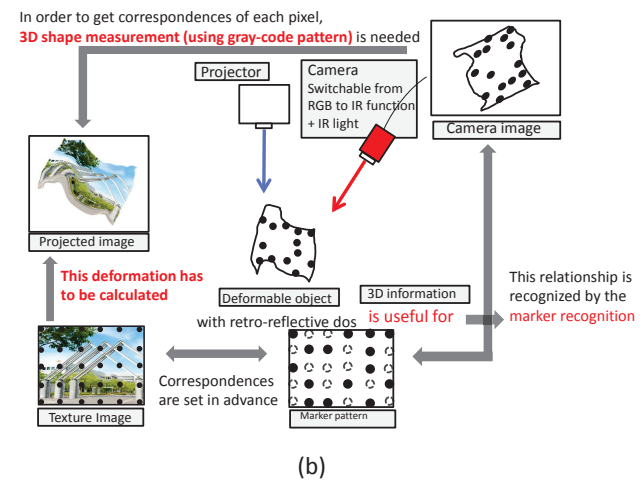 In order to get correspondences of each pixel,
3D shape measurement (using gray-code pattern) is needed
Projector
Camera
Switchable from
RGB to IR function
+ IR light
Camera image
Projected image
This deformation has
to be calculated
Deformable object
with retro-reflective dos
3D information
is useful for
This relationship is
recognized by the
marker recognition
Correspondences
are set in advance
Texture Image
Marker pattern
(b)